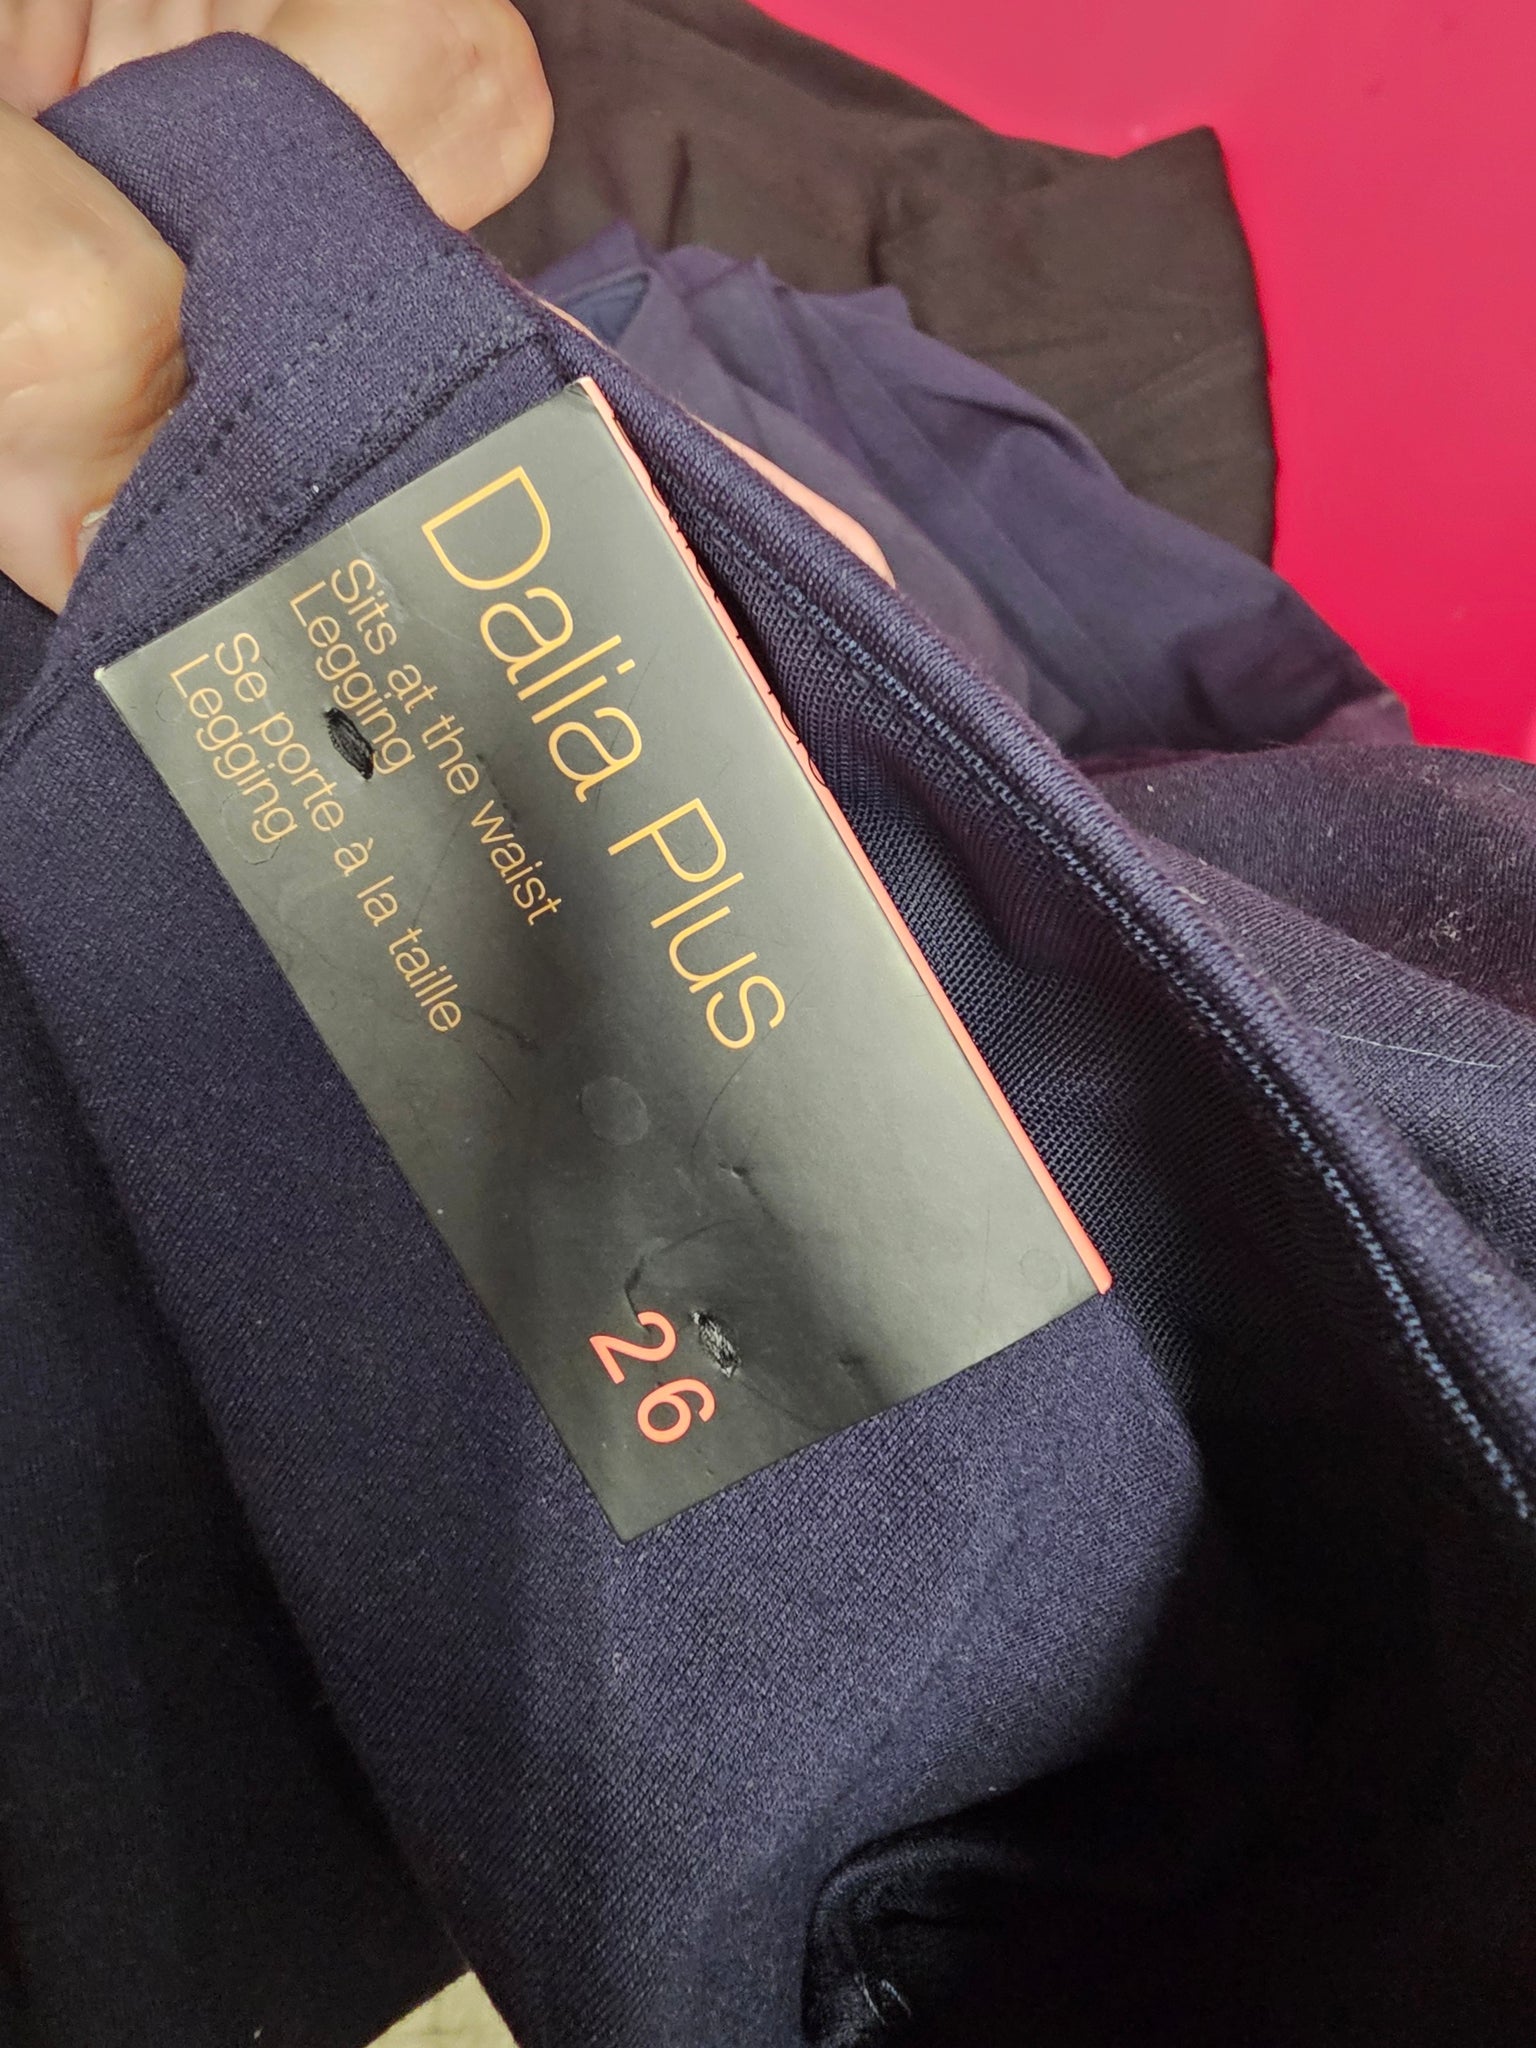 Dalia Plus
Sits at the waist
Legging
Se porte à la taille
Legging
26